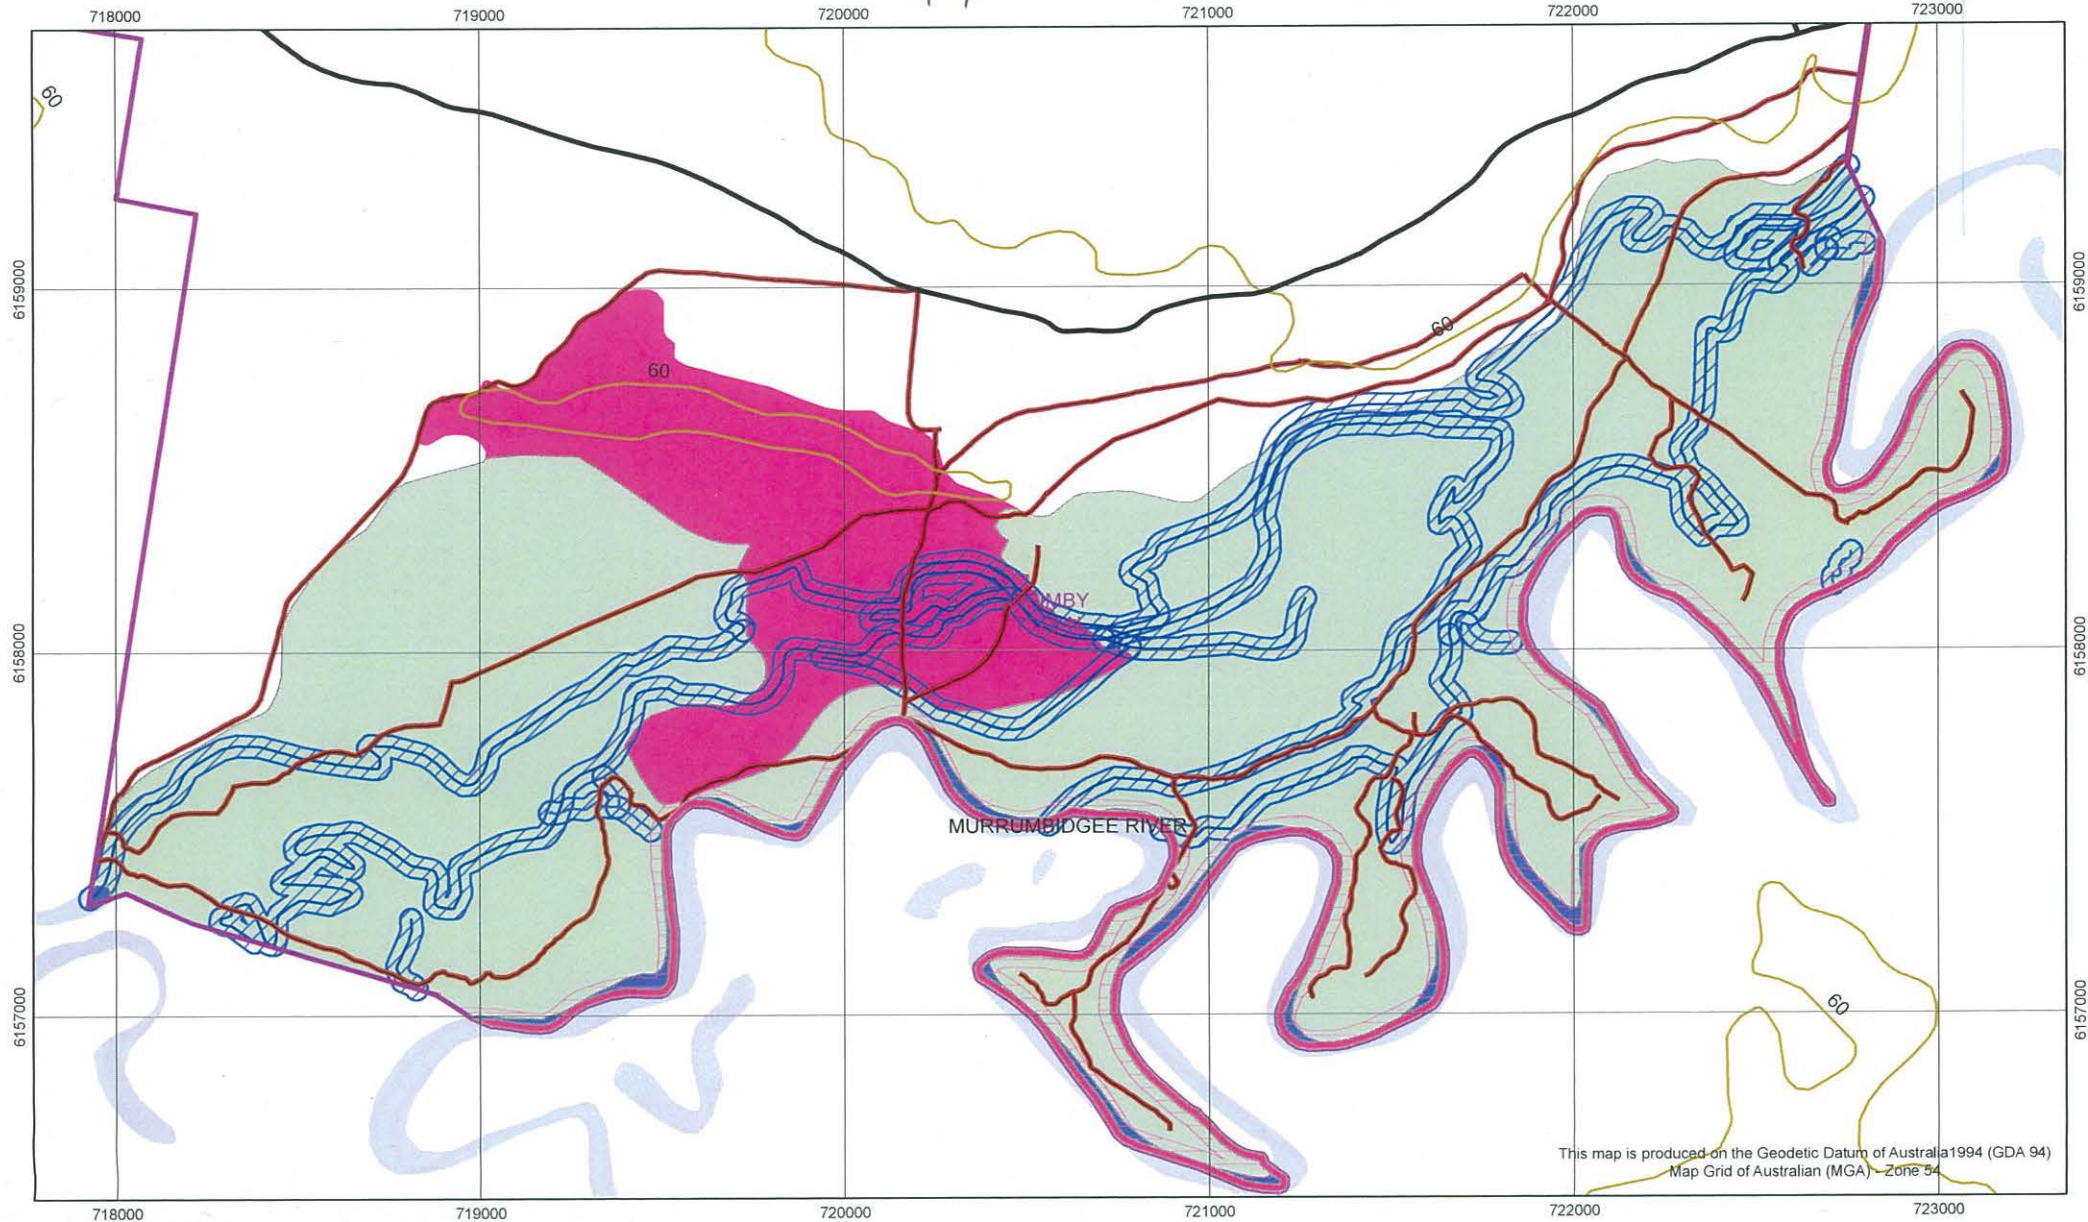 718000 719000 720000 721000 722000 723000
60
6159000 6159000
60
60
IMBY
6158000 6158000
MURRUMBIDGEE RIVER
6157000 6157000
60
This map is produced on the Geodetic Datum of Australia1994 (GDA 94)
Map Grid of Australian (MGA) - Zone 54
718000 719000 720000 721000 722000 723000